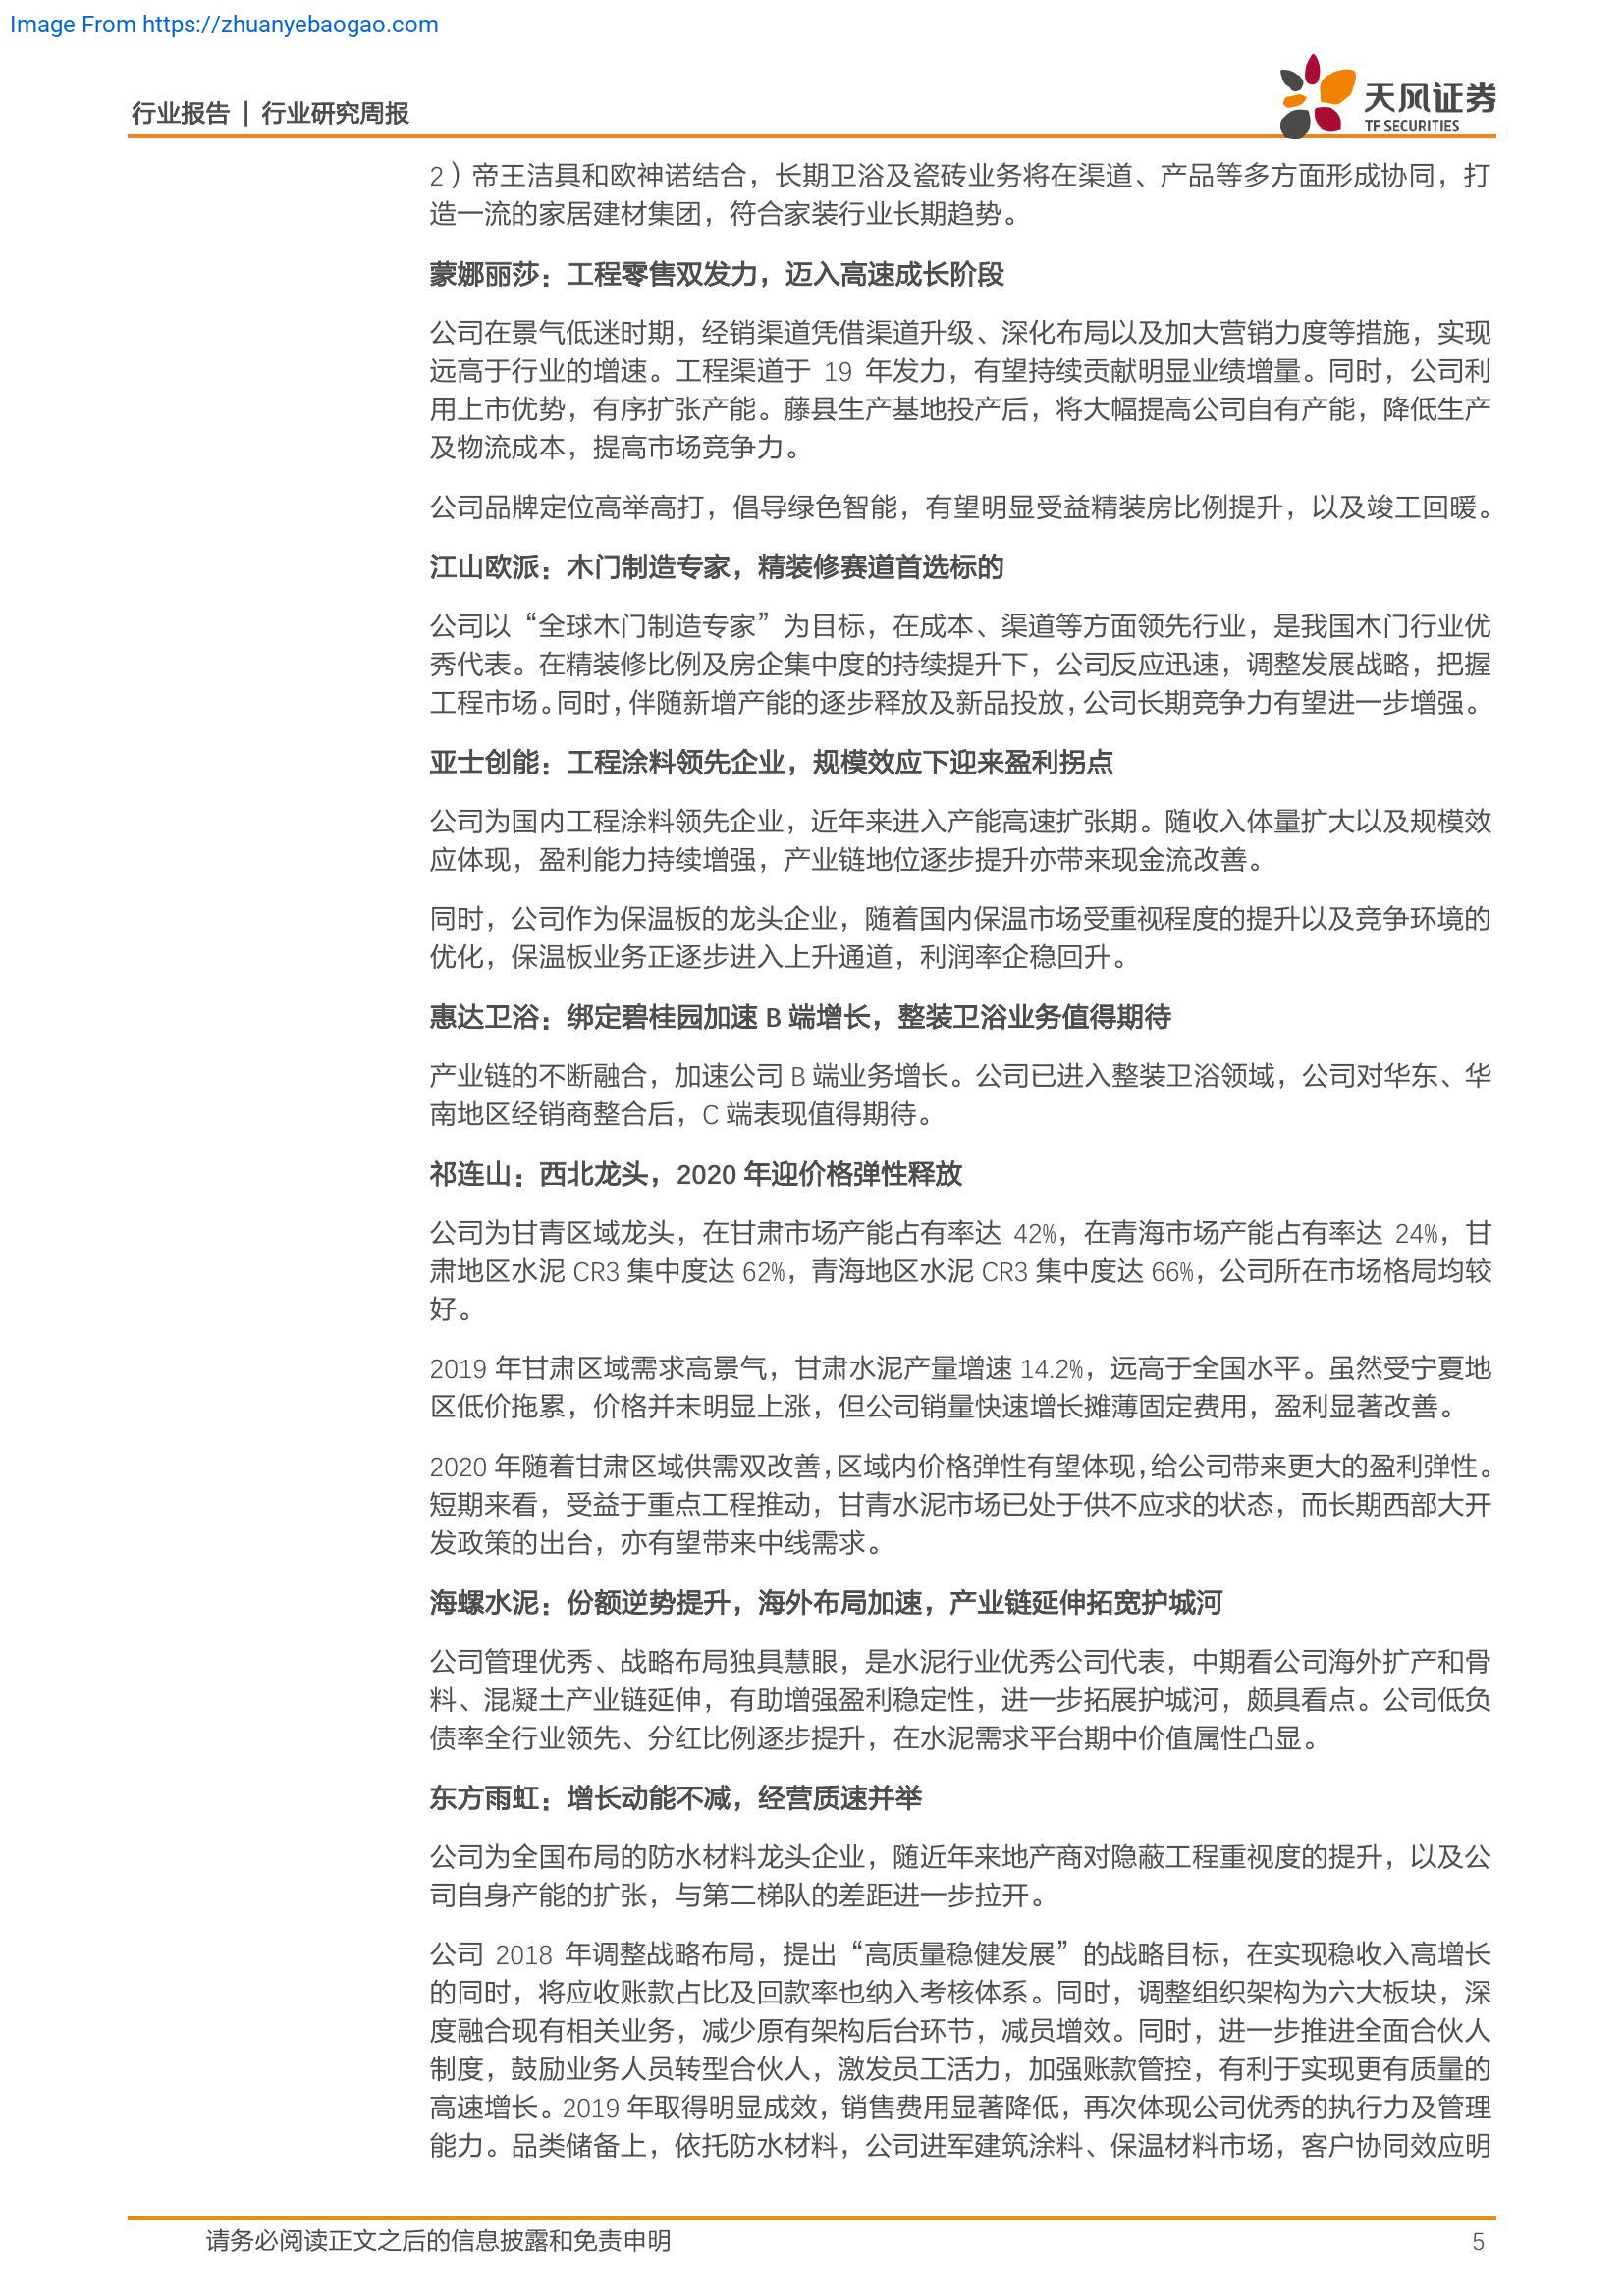 Image From https://zhuanyebaogao.com
行业报告 | 行业研究周报
天风证券
TF SECURITIES
2）帝王洁具和欧神诺结合，长期卫浴及瓷砖业务将在渠道、产品等多方面形成协同，打
造一流的家居建材集团，符合家装行业长期趋势。
蒙娜丽莎：工程零售双发力，迈入高速成长阶段
公司在景气低迷时期，经销渠道凭借渠道升级、深化布局以及加大营销力度等措施，实现
远高于行业的增速。工程渠道于 19 年发力，有望持续贡献明显业绩增量。同时，公司利
用上市优势，有序扩张产能。藤县生产基地投产后，将大幅提高公司自有产能，降低生产
及物流成本，提高市场竞争力。
公司品牌定位高举高打，倡导绿色智能，有望明显受益精装房比例提升，以及竣工回暖。
江山欧派：木门制造专家，精装修赛道首选标的
公司以“全球木门制造专家”为目标，在成本、渠道等方面领先行业，是我国木门行业优
秀代表。在精装修比例及房企集中度的持续提升下，公司反应迅速，调整发展战略，把握
工程市场。同时，伴随新增产能的逐步释放及新品投放，公司长期竞争力有望进一步增强。
亚士创能：工程涂料领先企业，规模效应下迎来盈利拐点
公司为国内工程涂料领先企业，近年来进入产能高速扩张期。随收入体量扩大以及规模效
应体现，盈利能力持续增强，产业链地位逐步提升亦带来现金流改善。
同时，公司作为保温板的龙头企业，随着国内保温市场受重视程度的提升以及竞争环境的
优化，保温板业务正逐步进入上升通道，利润率企稳回升。
惠达卫浴：绑定碧桂园加速 B 端增长，整装卫浴业务值得期待
产业链的不断融合，加速公司 B 端业务增长。公司已进入整装卫浴领域，公司对华东、华
南地区经销商整合后，C 端表现值得期待。
祁连山：西北龙头，2020 年迎价格弹性释放
公司为甘青区域龙头，在甘肃市场产能占有率达 42%，在青海市场产能占有率达 24%，甘
肃地区水泥 CR3 集中度达 62%，青海地区水泥 CR3 集中度达 66%，公司所在市场格局均较
好。
2019 年甘肃区域需求高景气，甘肃水泥产量增速 14.2%，远高于全国水平。虽然受宁夏地
区低价拖累，价格并未明显上涨，但公司销量快速增长摊薄固定费用，盈利显著改善。
2020 年随着甘肃区域供需双改善，区域内价格弹性有望体现，给公司带来更大的盈利弹性。
短期来看，受益于重点工程推动，甘青水泥市场已处于供不应求的状态，而长期西部大开
发政策的出台，亦有望带来中线需求。
海螺水泥：份额逆势提升，海外布局加速，产业链延伸拓宽护城河
公司管理优秀、战略布局独具慧眼，是水泥行业优秀公司代表，中期看公司海外扩产和骨
料、混凝土产业链延伸，有助增强盈利稳定性，进一步拓展护城河，颇具看点。公司低负
债率全行业领先、分红比例逐步提升，在水泥需求平台期中价值属性凸显。
东方雨虹：增长动能不减，经营质速并举
公司为全国布局的防水材料龙头企业，随近年来地产商对隐蔽工程重视度的提升，以及公
司自身产能的扩张，与第二梯队的差距进一步拉开。
公司 2018 年调整战略布局，提出“高质量稳健发展”的战略目标，在实现稳收入高增长
的同时，将应收账款占比及回款率也纳入考核体系。同时，调整组织架构为六大板块，深
度融合现有相关业务，减少原有架构后台环节，减员增效。同时，进一步推进全面合伙人
制度，鼓励业务人员转型合伙人，激发员工活力，加强账款管控，有利于实现更有质量的
高速增长。2019 年取得明显成效，销售费用显著降低，再次体现公司优秀的执行力及管理
能力。品类储备上，依托防水材料，公司进军建筑涂料、保温材料市场，客户协同效应明
请务必阅读正文之后的信息披露和免责申明
5